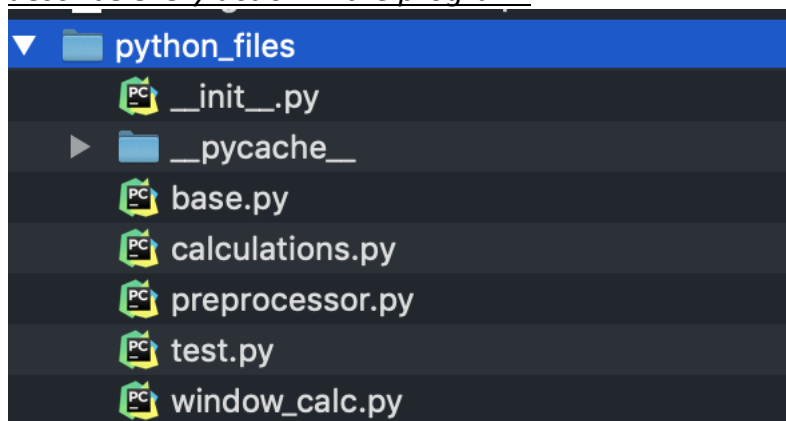 python_files
__init__.py
__pycache__
base.py
calculations.py
preprocessor.py
test.py
window_calc.py